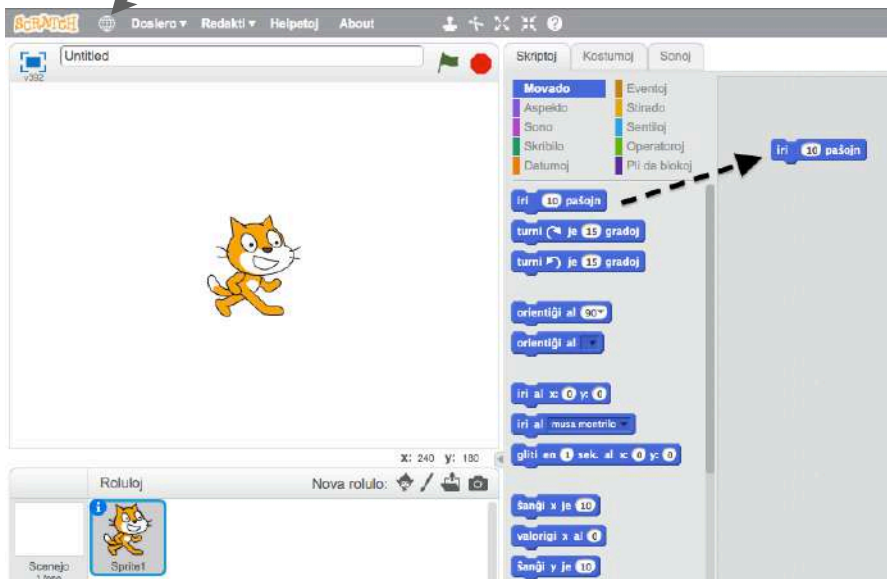 SCRATCH Dosiero Redakti Helpetoj About
Untitled
v392
X: 240 y: 180
Roluloj
Nova rolulo:
Scenejo
Sprite1
Skriptoj Kostumoj Sonoj
Movado Eventoj
Aspekto Stirado
Sono Sentiloj
Skribilo Operatoroj
Datumoj Pli da blokoj
iri 10 paŝojn
turni je 15 gradoj
turni je 15 gradoj
orientiĝi al 90
orientiĝi al
iri al x: 0 y: 0
iri al musa montrilo
gliti en 1 sek. al x: 0 y: 0
ŝanĝi x je 10
valorigi x al 0
ŝanĝi y je 10
iri 10 paŝojn